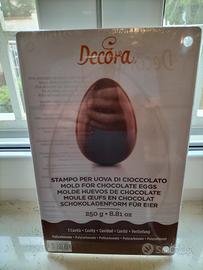 Decora
STAMPO PER UOVA DI CIOCCOLATO
MOLD FOR CHOCOLATE EGGS
MOLDE HUEVOS DE CHOCOLATE
MOULE ŒUFS EN CHOCOLAT
SCHOKOLADENFORM FÜR EIER
250 g - 8.81 oz